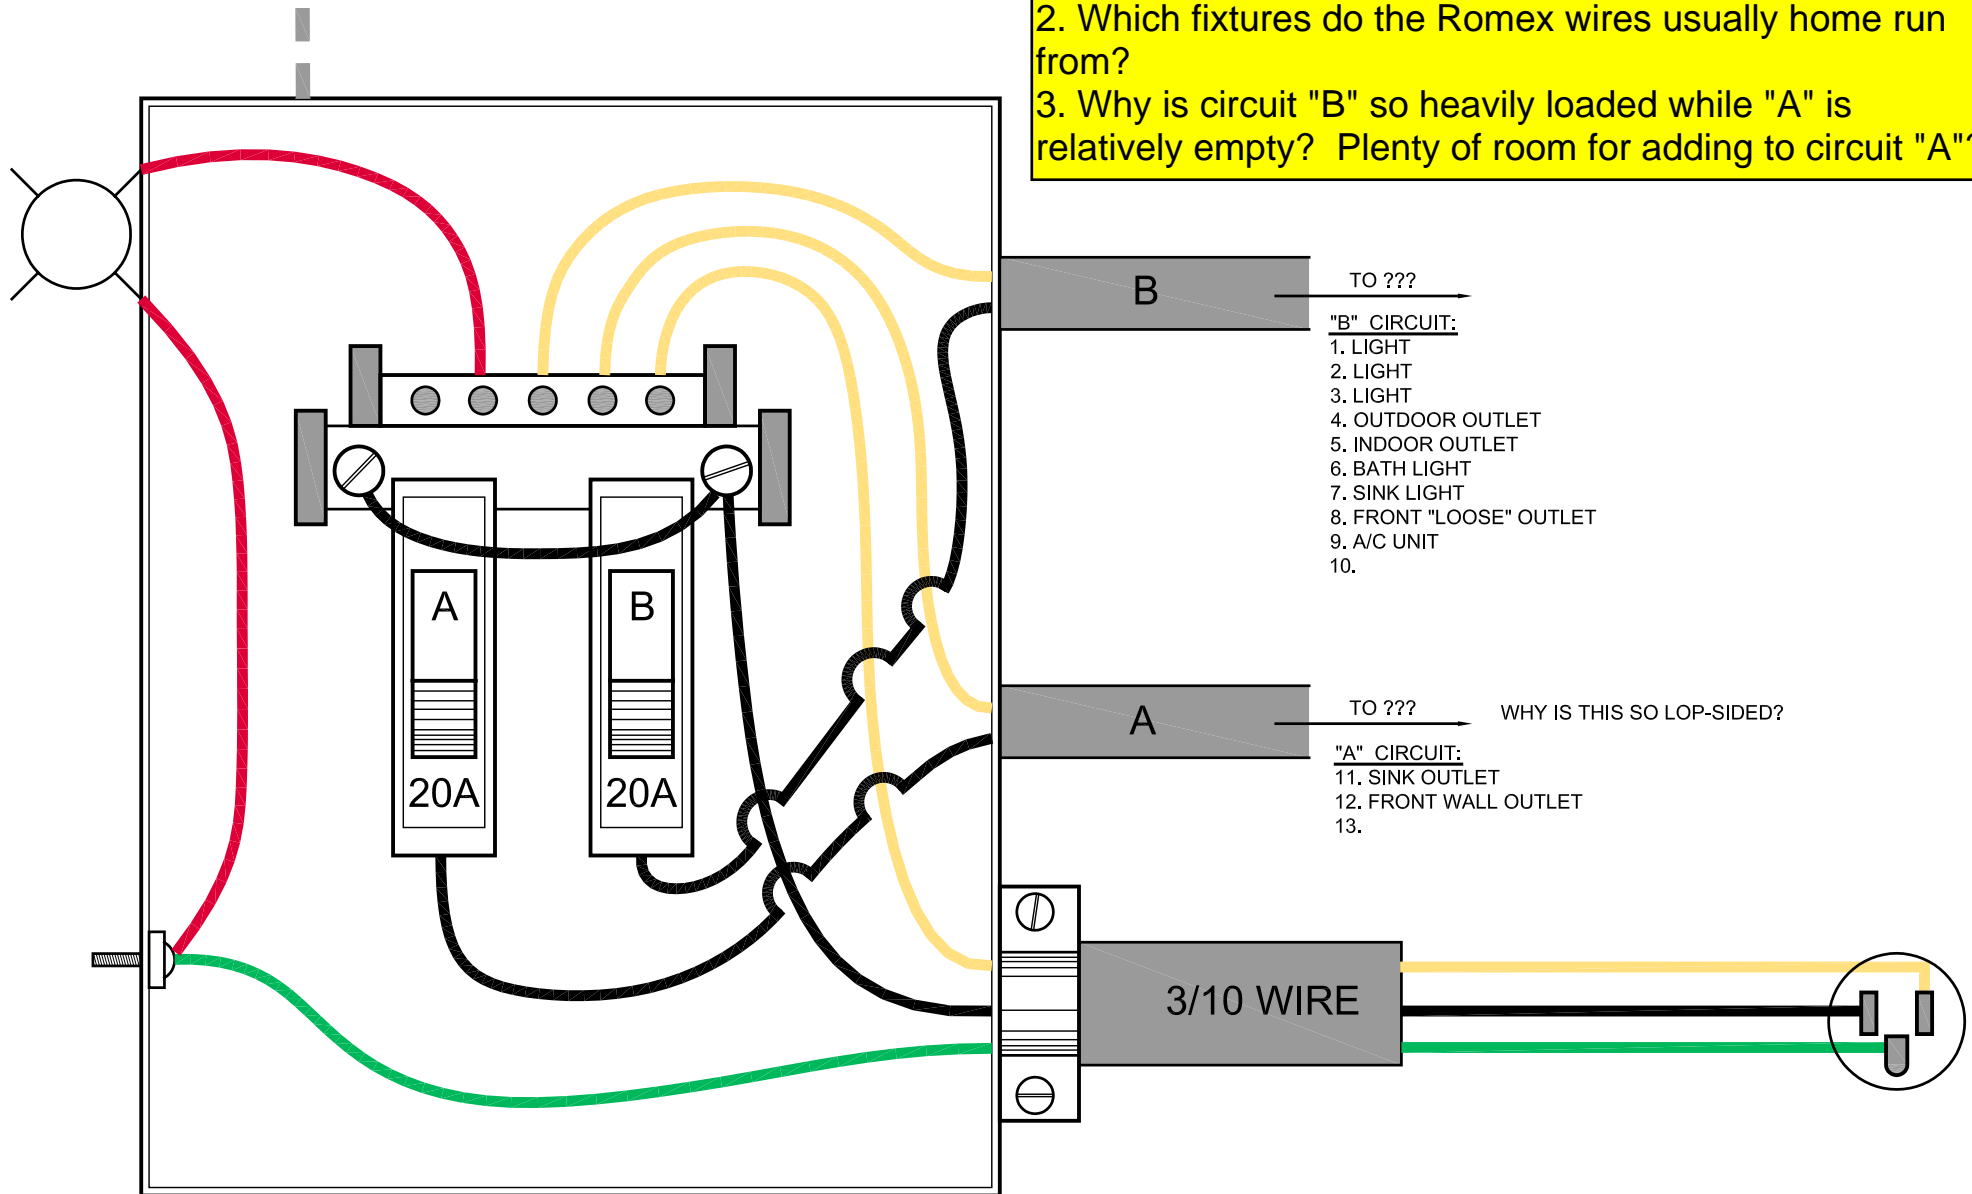 2. Which fixtures do the Romex wires usually home run
from?
3. Why is circuit "B" so heavily loaded while "A" is
relatively empty?  Plenty of room for adding to circuit "A"?
B
TO ???
"B" CIRCUIT:
1. LIGHT
2. LIGHT
3. LIGHT
4. OUTDOOR OUTLET
5. INDOOR OUTLET
6. BATH LIGHT
7. SINK LIGHT
8. FRONT "LOOSE" OUTLET
9. A/C UNIT
10.
A
B
20A
20A
A
TO ???
WHY IS THIS SO LOP-SIDED?
"A" CIRCUIT:
11. SINK OUTLET
12. FRONT WALL OUTLET
13.
3/10 WIRE